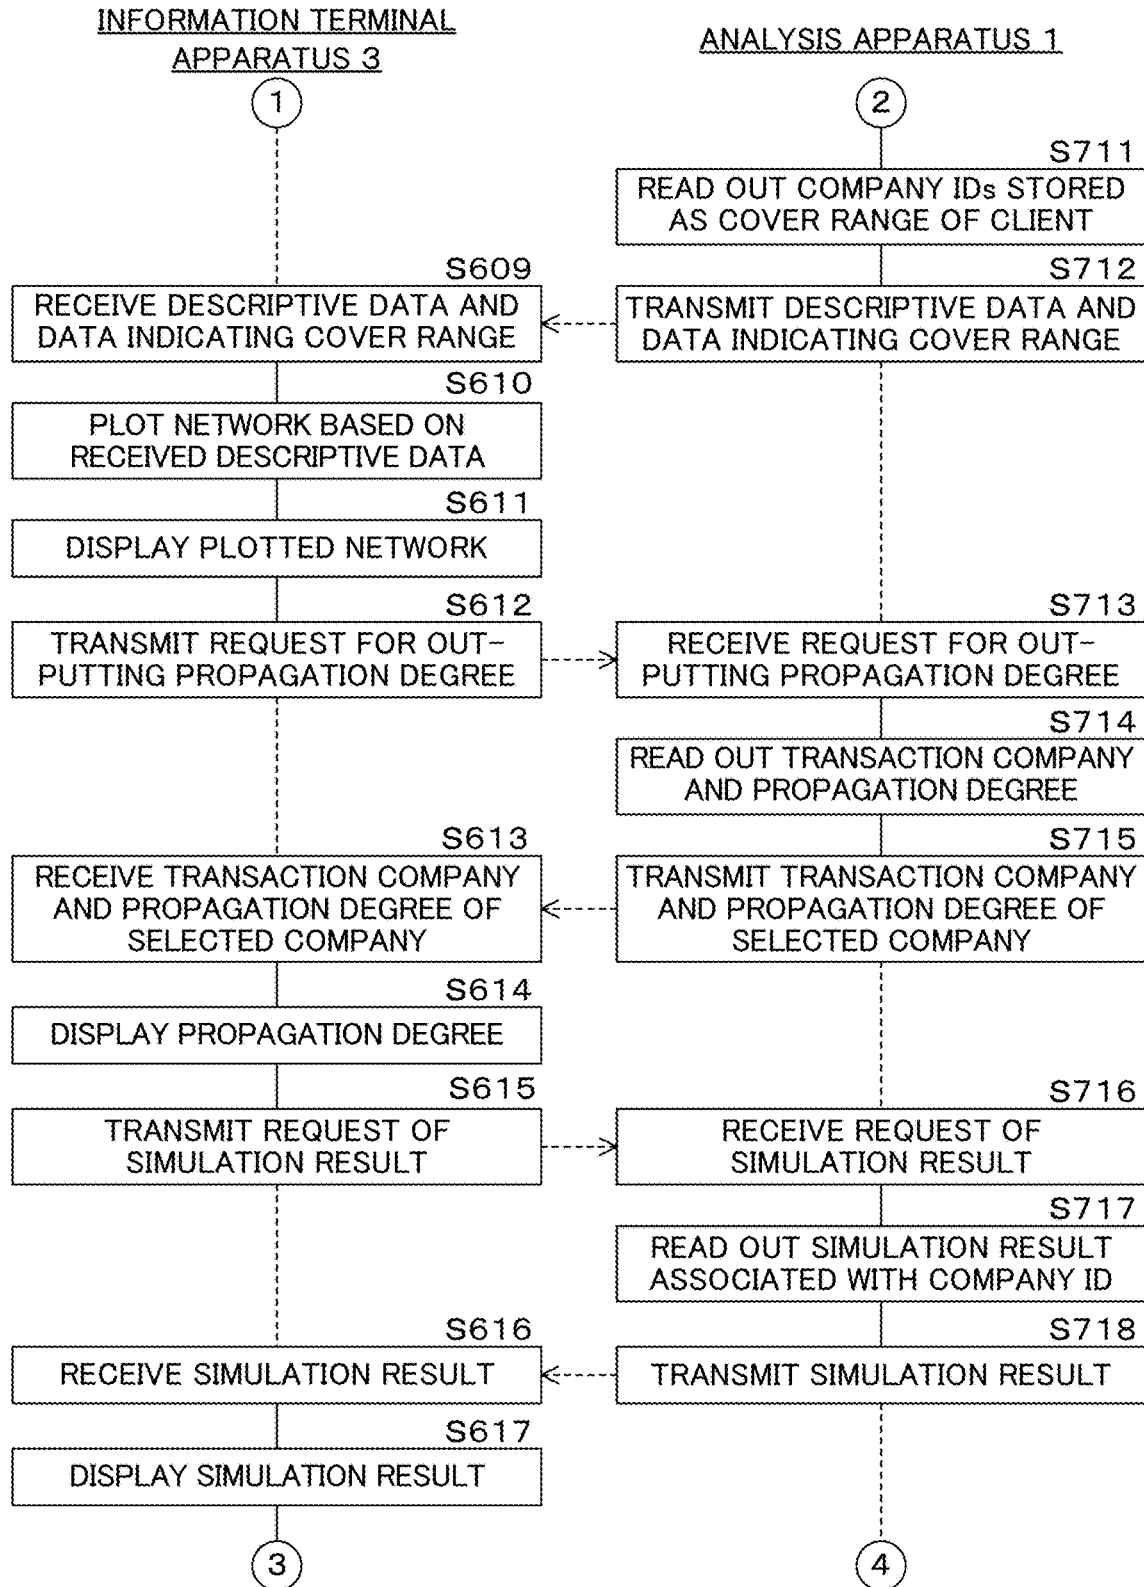 INFORMATION TERMINAL
APPARATUS 3
ANALYSIS APPARATUS 1
1
2
S711
READ OUT COMPANY IDs STORED
AS COVER RANGE OF CLIENT
S609
RECEIVE DESCRIPTIVE DATA AND
DATA INDICATING COVER RANGE
S712
TRANSMIT DESCRIPTIVE DATA AND
DATA INDICATING COVER RANGE
S610
PLOT NETWORK BASED ON
RECEIVED DESCRIPTIVE DATA
S611
DISPLAY PLOTTED NETWORK
S612
TRANSMIT REQUEST FOR OUT-
PUTTING PROPAGATION DEGREE
S713
RECEIVE REQUEST FOR OUT-
PUTTING PROPAGATION DEGREE
S714
READ OUT TRANSACTION COMPANY
AND PROPAGATION DEGREE
S613
RECEIVE TRANSACTION COMPANY
AND PROPAGATION DEGREE OF
SELECTED COMPANY
S715
TRANSMIT TRANSACTION COMPANY
AND PROPAGATION DEGREE OF
SELECTED COMPANY
S614
DISPLAY PROPAGATION DEGREE
S615
TRANSMIT REQUEST OF
SIMULATION RESULT
S716
RECEIVE REQUEST OF
SIMULATION RESULT
S717
READ OUT SIMULATION RESULT
ASSOCIATED WITH COMPANY ID
S616
RECEIVE SIMULATION RESULT
S718
TRANSMIT SIMULATION RESULT
S617
DISPLAY SIMULATION RESULT
3
4